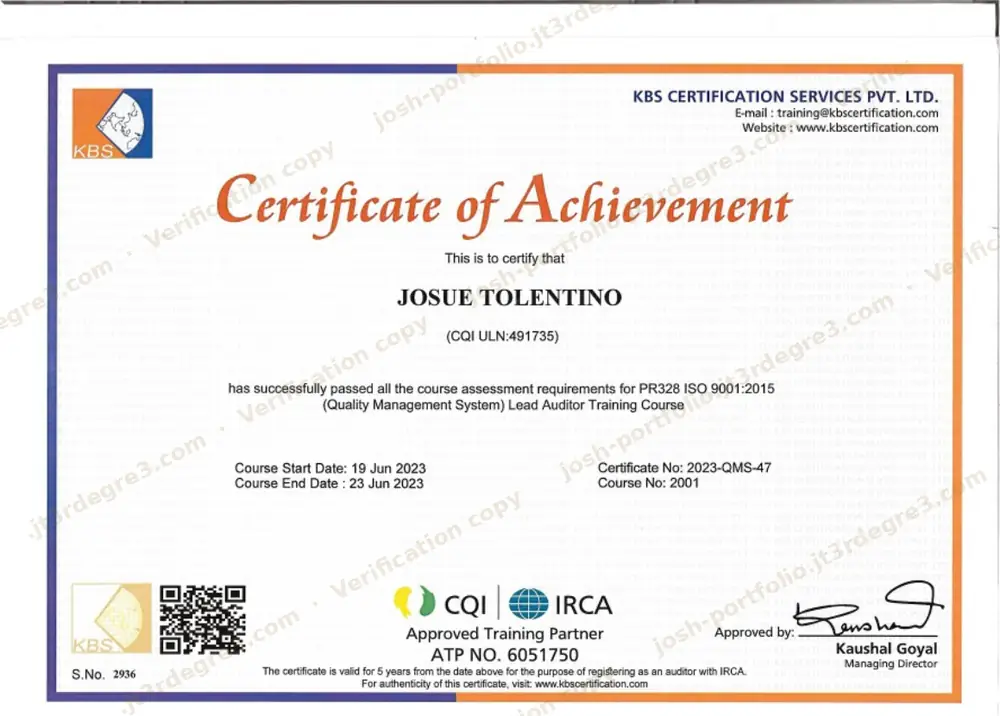 KBS
KBS CERTIFICATION SERVICES PVT. LTD.
E-mail : training@kbscertification.com
Website : www.kbscertification.com
Certificate of Achievement
This is to certify that
JOSUE TOLENTINO
(CQI ULN:491735)
has successfully passed all the course assessment requirements for PR328 ISO 9001:2015
(Quality Management System) Lead Auditor Training Course
Course Start Date: 19 Jun 2023
Course End Date : 23 Jun 2023
Certificate No: 2023-QMS-47
Course No: 2001
KBS
S.No. 2936
CQI IRCA
Approved Training Partner
ATP NO. 6051750
The certificate is valid for 5 years from the date above for the purpose of registering as an auditor with IRCA.
For authenticity of this certificate, visit: www.kbscertification.com
Approved by:
Kaushal Goyal
Managing Director
josh-portfolio.jt3rdegre3.com · Verification copy